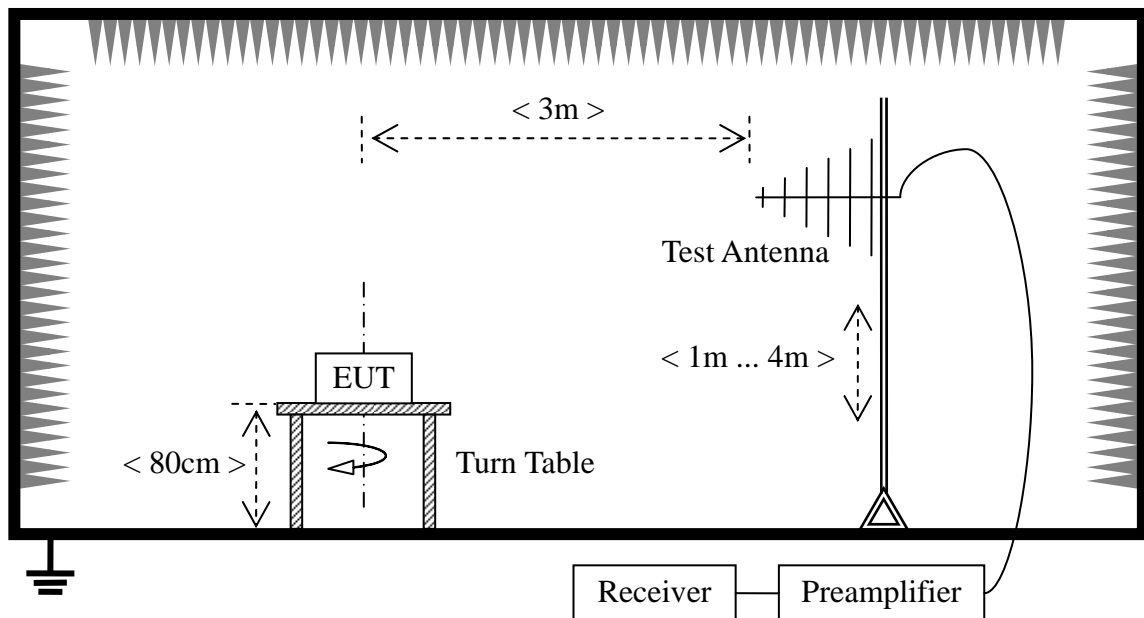 < 3m >
Test Antenna
< 1m ... 4m >
EUT
< 80cm >
Turn Table
Receiver
Preamplifier